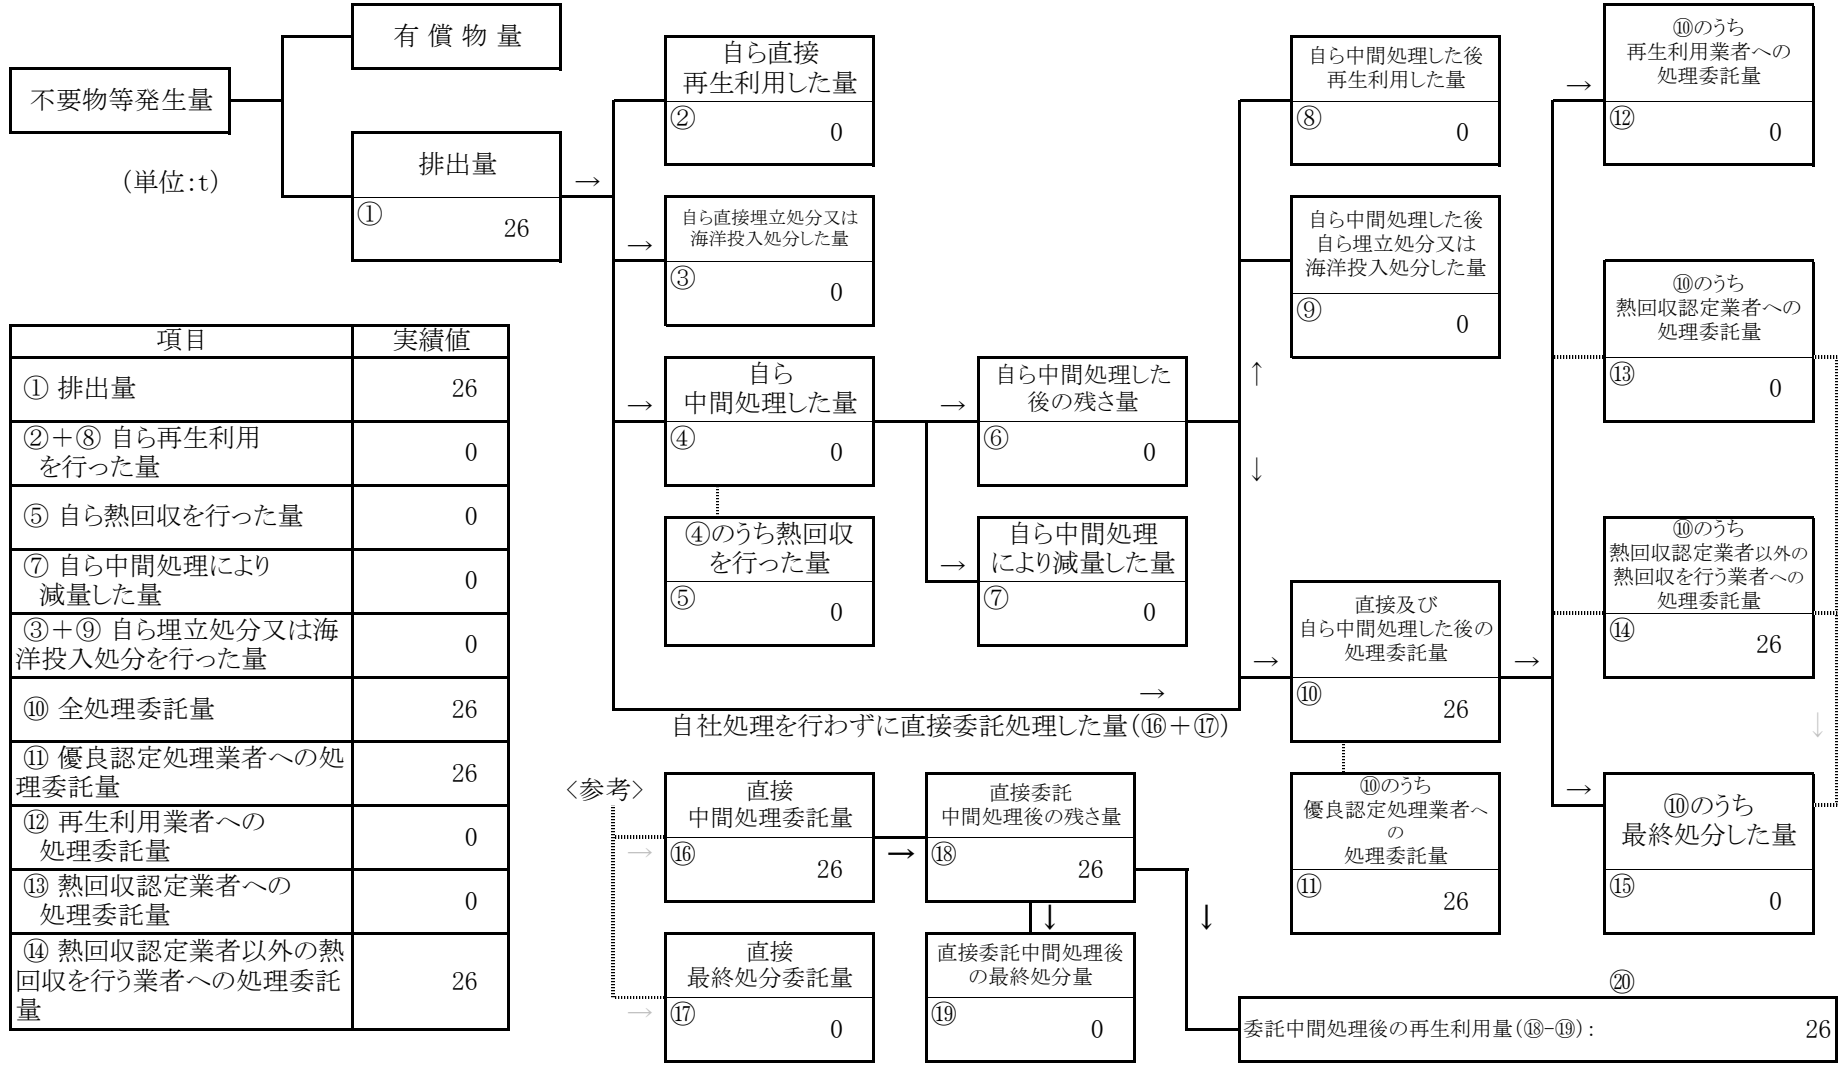 不要物等発生量
(単位:t)
有 償 物 量
排出量
①
26
→
自ら直接
再生利用した量
②
0
→
自ら直接埋立処分又は
海洋投入処分した量
③
0
→
自ら
中間処理した量
④
0
④のうち熱回収
を行った量
⑤
0
→
自ら中間処理した
後の残さ量
⑥
0
→
自ら中間処理
により減量した量
⑦
0
↑
↓
自ら中間処理した後
再生利用した量
⑧
0
自ら中間処理した後
自ら埋立処分又は
海洋投入処分した量
⑨
0
→
自社処理を行わずに直接委託処理した量(⑯+⑰)
→
直接及び
自ら中間処理した後の
処理委託量
⑩
26
⑩のうち
優良認定処理業者へ
の
処理委託量
⑪
26
→
→
⑩のうち
再生利用業者への
処理委託量
⑫
0
⑩のうち
熱回収認定業者への
処理委託量
⑬
0
⑩のうち
熱回収認定業者以外の
熱回収を行う業者への
処理委託量
⑭
26
↓
→
⑩のうち
最終処分した量
⑮
0
項目 実績値
① 排出量 26
②+⑧ 自ら再生利用
を行った量 0
⑤ 自ら熱回収を行った量 0
⑦ 自ら中間処理により
減量した量 0
③+⑨ 自ら埋立処分又は海
洋投入処分を行った量 0
⑩ 全処理委託量 26
⑪ 優良認定処理業者への処
理委託量 26
⑫ 再生利用業者への
処理委託量 0
⑬ 熱回収認定業者への
処理委託量 0
⑭ 熱回収認定業者以外の熱
回収を行う業者への処理委託
量 26
<参考>
→
直接
中間処理委託量
⑯
26
→
直接
最終処分委託量
⑰
0
→
直接委託
中間処理後の残さ量
⑱
26
↓
直接委託中間処理後
の最終処分量
⑲
0
↓
⑳
委託中間処理後の再生利用量(⑱-⑲): 26